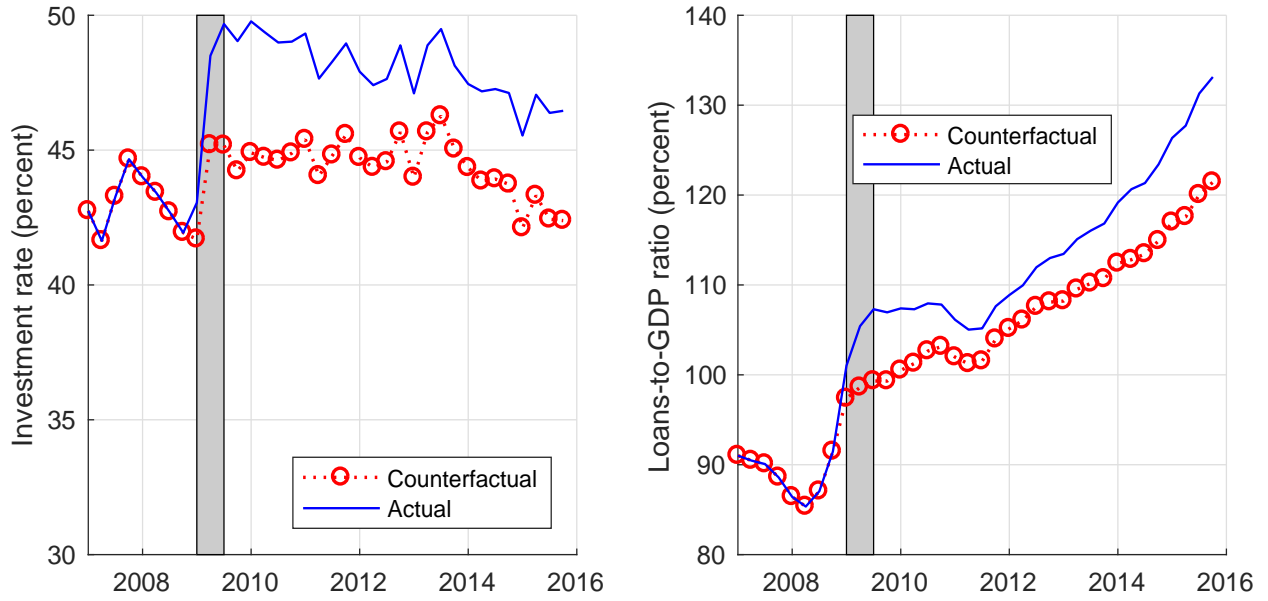 Investment rate (percent)
50
45
40
35
30
2008 2010 2012 2014 2016
Counterfactual
Actual
Loans-to-GDP ratio (percent)
140
130
120
110
100
90
80
2008 2010 2012 2014 2016
Counterfactual
Actual